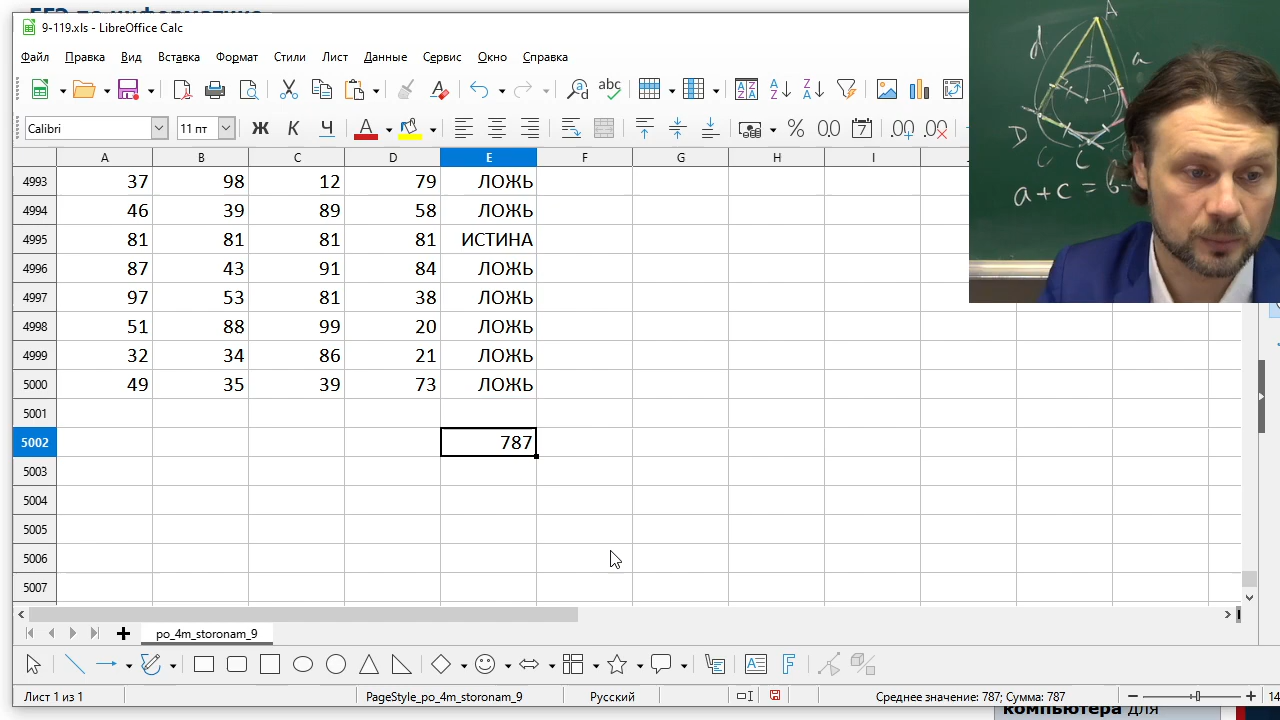 9-119.xls - LibreOffice Calc
Файл Правка Вид Вставка Формат Стили Лист Данные Сервис Окно Справка
Calibri 11 пт Ж К Ч
A B C D E F G H I
4993 37 98 12 79 ЛОЖЬ
4994 46 39 89 58 ЛОЖЬ
4995 81 81 81 81 ИСТИНА
4996 87 43 91 84 ЛОЖЬ
4997 97 53 81 38 ЛОЖЬ
4998 51 88 99 20 ЛОЖЬ
4999 32 34 86 21 ЛОЖЬ
5000 49 35 39 73 ЛОЖЬ
5001
5002 787
5003
5004
5005
5006
5007
po_4m_storonam_9
Лист 1 из 1 PageStyle_po_4m_storonam_9 Русский Среднее значение: 787; Сумма: 787 14
компьютера для
A
d
a
D
C
C
a+c = b